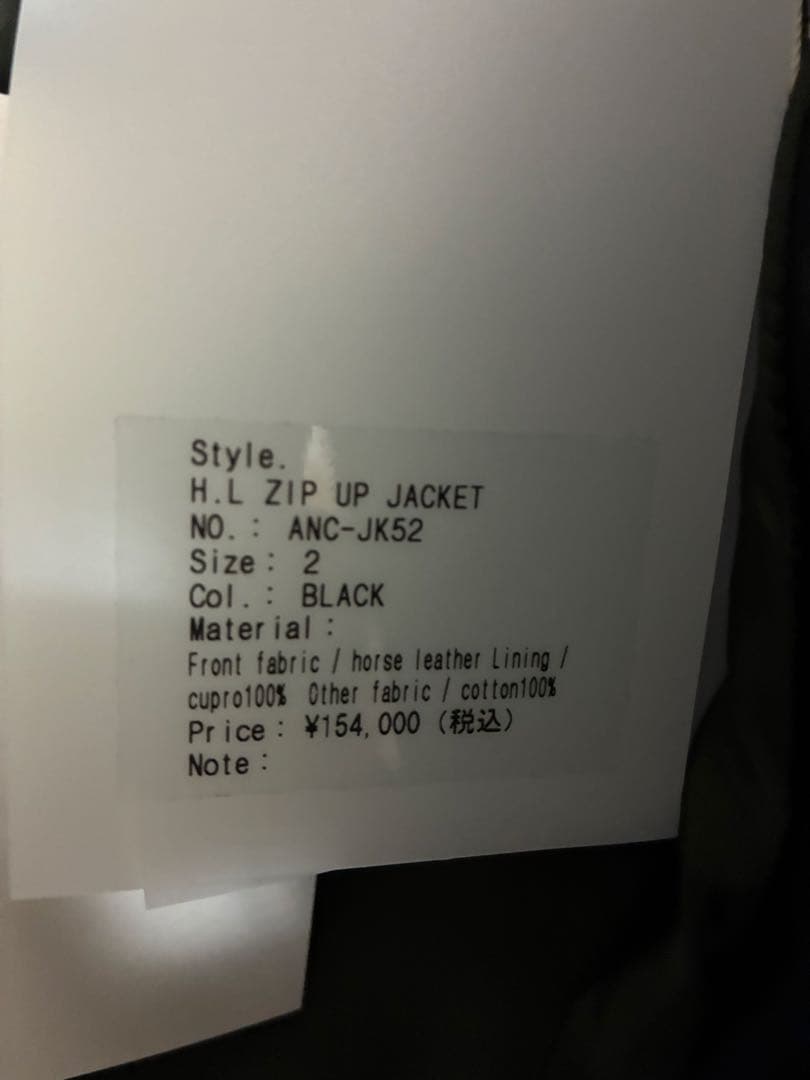 Style.
H.L ZIP UP JACKET
NO.: ANC-JK52
Size: 2
Col.: BLACK
Material:
Front fabric / horse leather Lining /
cupro100% Other fabric / cotton100%
Price: ¥154,000 (税込)
Note: